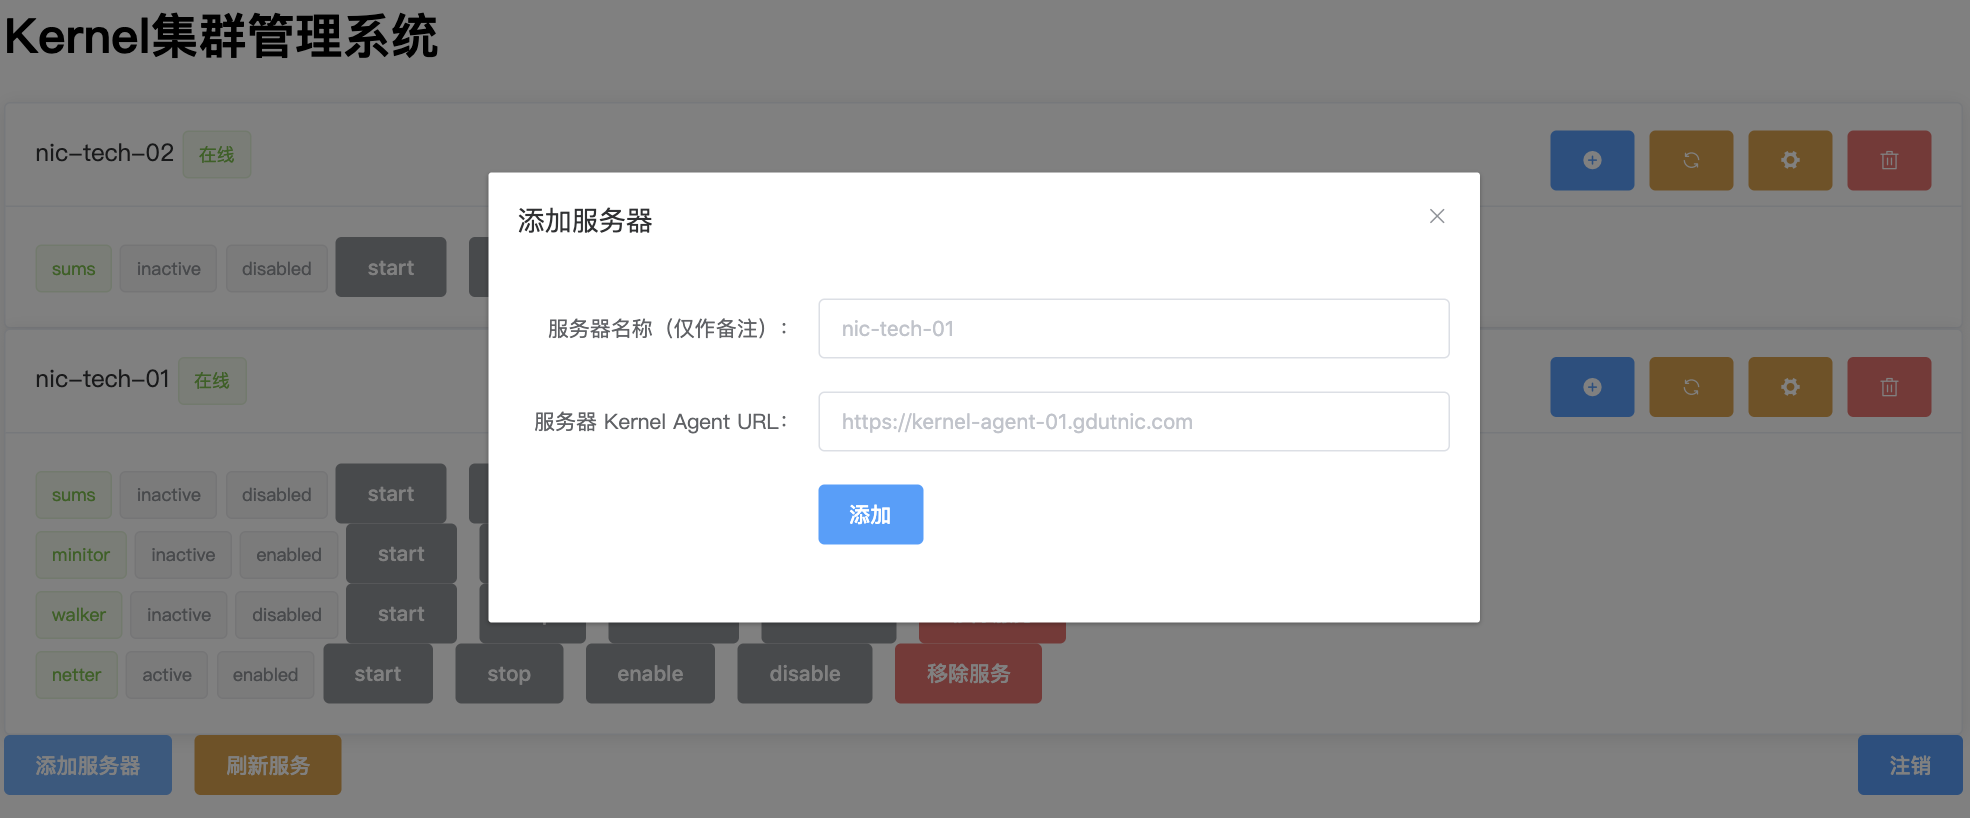 Kernel集群管理系统
nic-tech-02 在线
sums inactive disabled start
添加服务器
服务器名称（仅作备注）： nic-tech-01
服务器 Kernel Agent URL： https://kernel-agent-01.gdutnic.com
添加
nic-tech-01 在线
sums inactive disabled start
minitor inactive enabled start
walker inactive disabled start
netter active enabled start stop enable disable 移除服务
添加服务器 刷新服务 注销